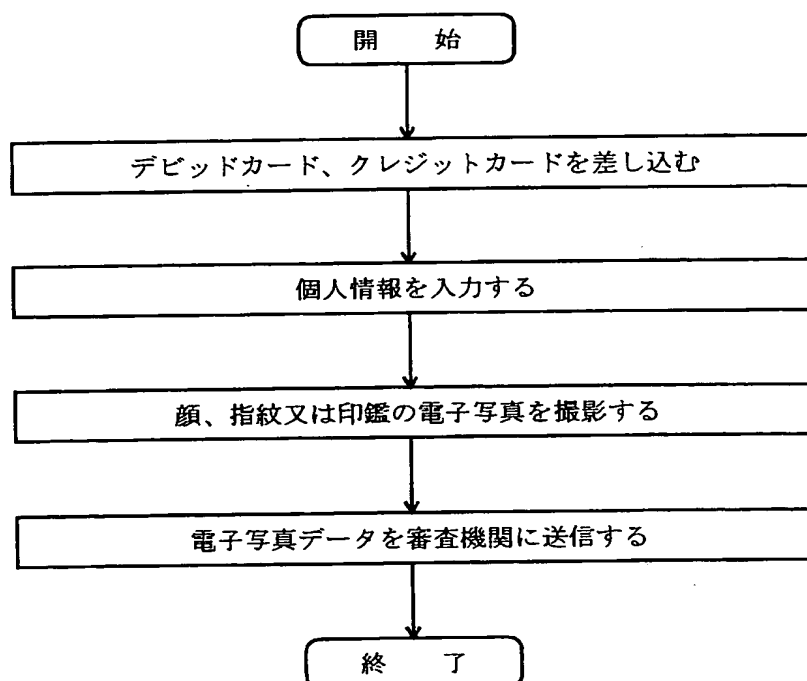 開 始
デビッドカード、クレジットカードを差し込む
個人情報を入力する
顔、指紋又は印鑑の電子写真を撮影する
電子写真データを審査機関に送信する
終 了